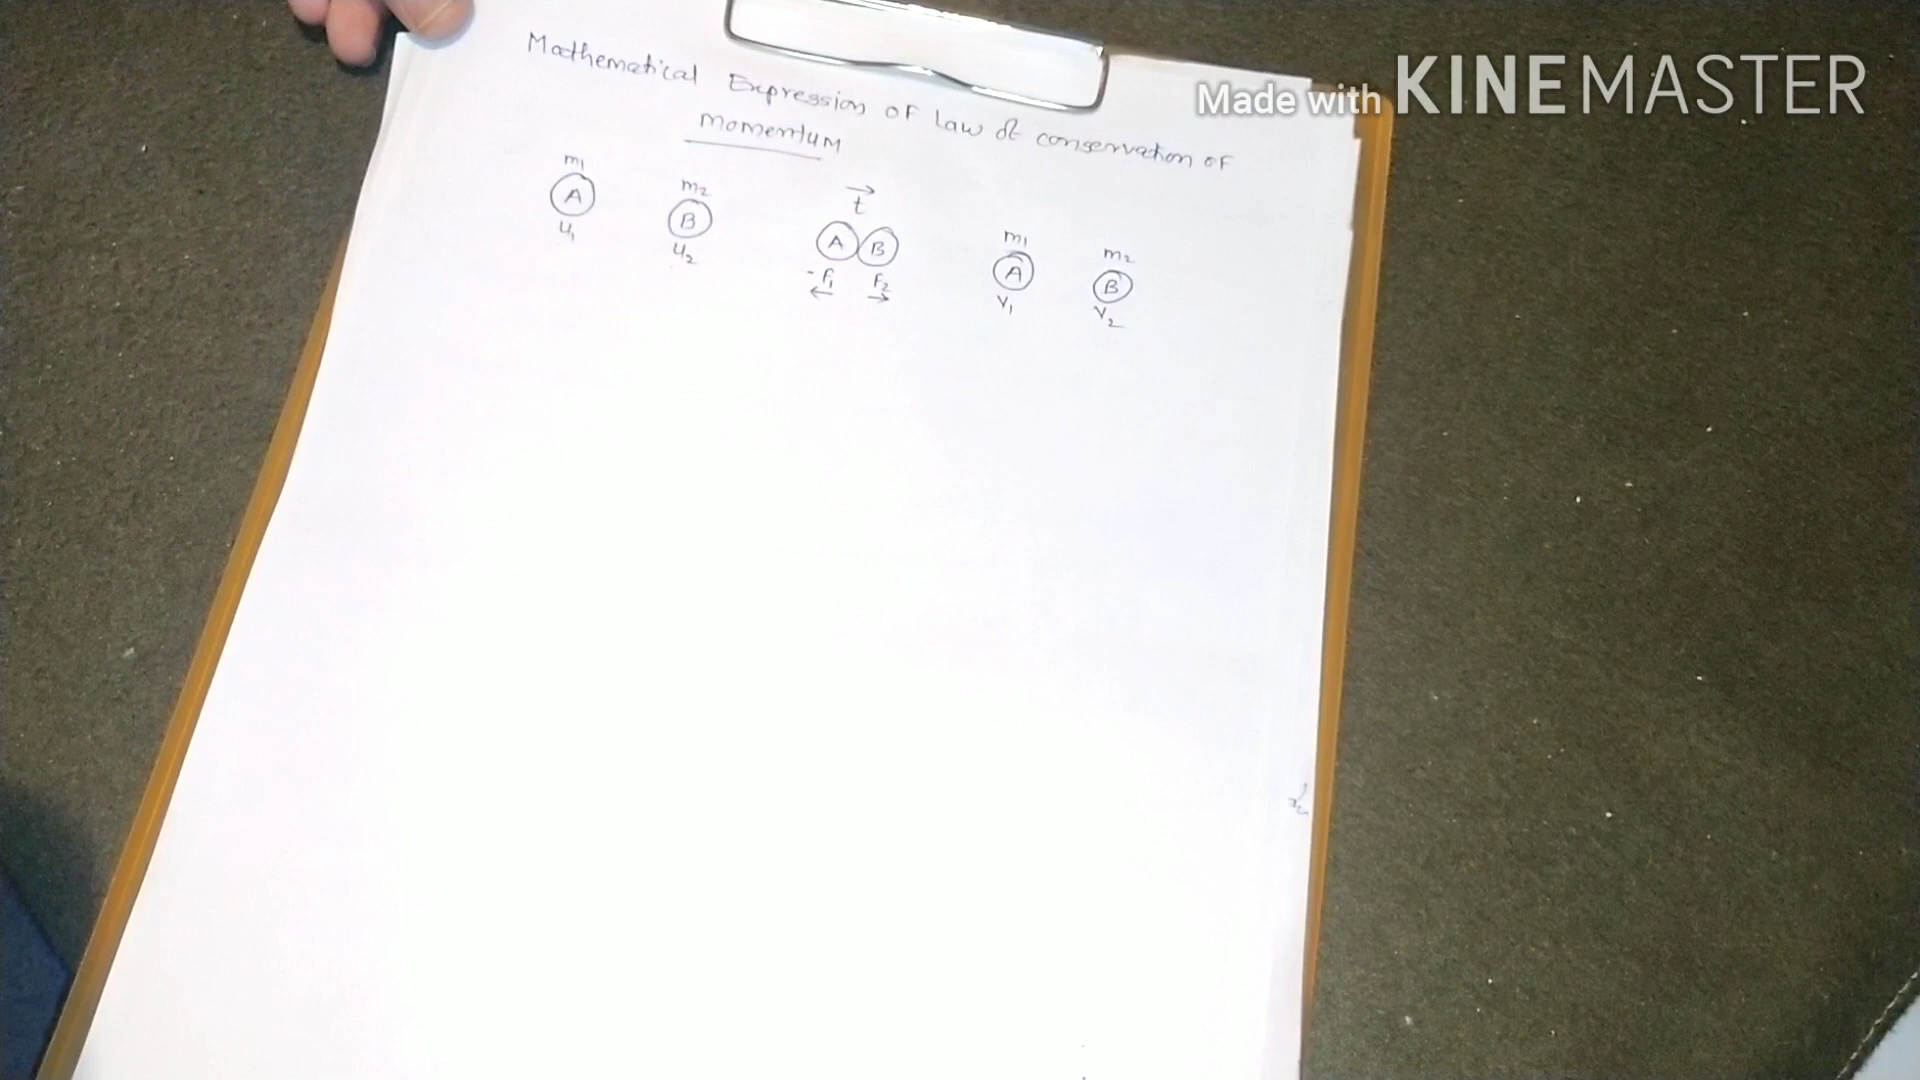 Made with KINEMASTER
Mathematical Expression of Law of conservation of
momentum
m1 m2 t m1 m2
A B A B A B
u1 u2 -F1 F2 v1 v2